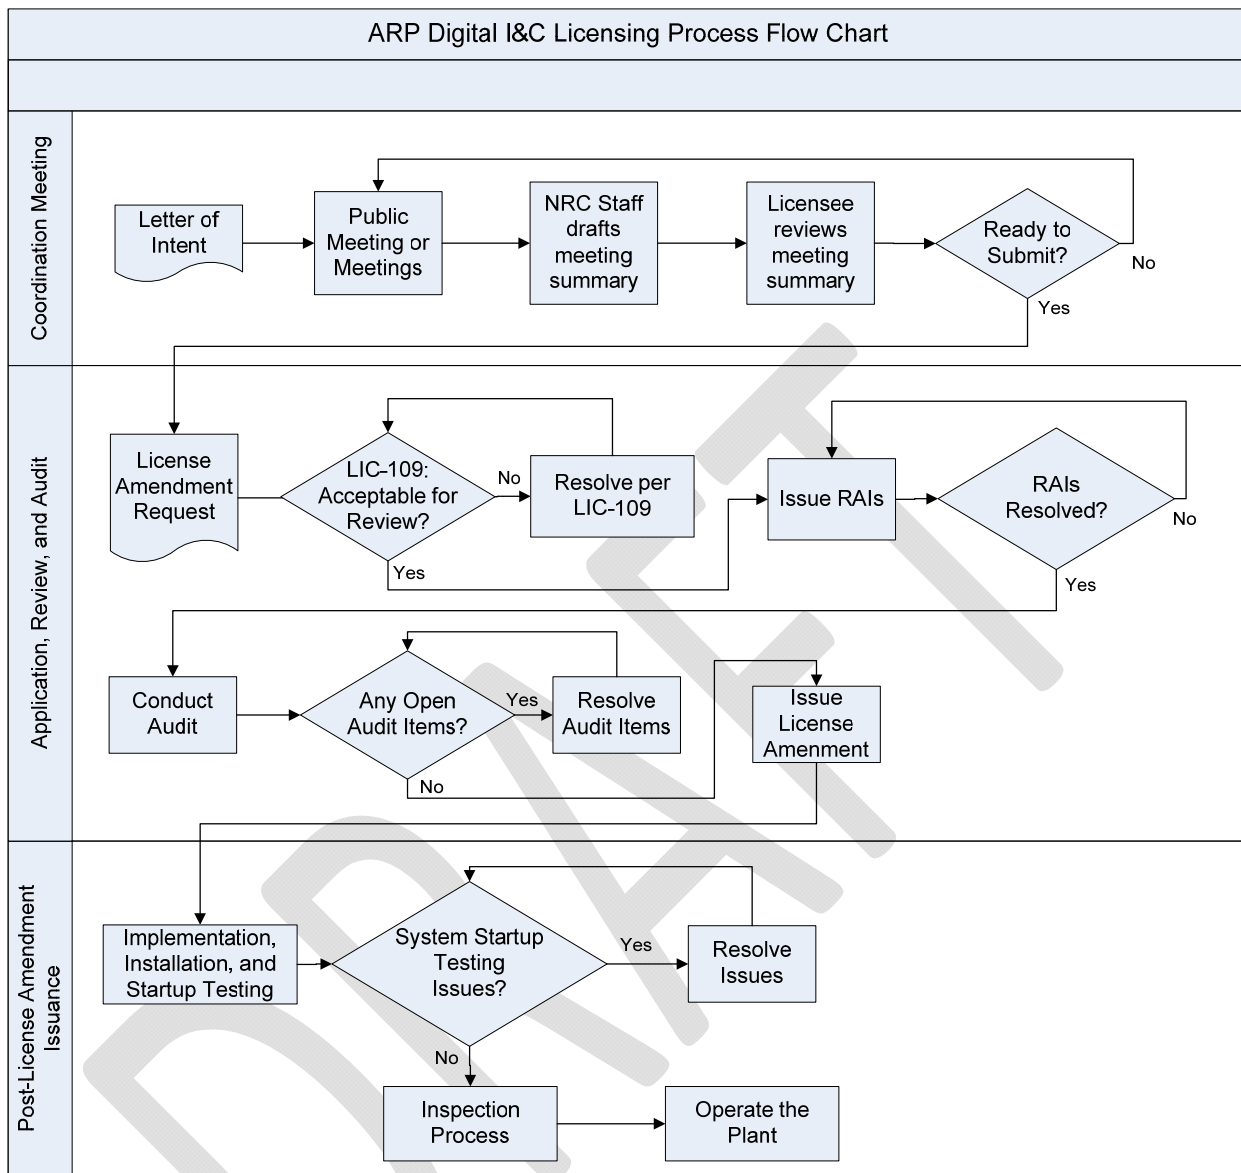 ARP Digital I&C Licensing Process Flow Chart
Coordination Meeting
Letter of
Intent
Public
Meeting or
Meetings
NRC Staff
drafts
meeting
summary
Licensee
reviews
meeting
summary
Ready to
Submit?
No
Yes
Application, Review, and Audit
License
Amendment
Request
LIC-109:
Acceptable for
Review?
No
Yes
Resolve per
LIC-109
Issue RAIs
RAIs
Resolved?
No
Yes
Conduct
Audit
Any Open
Audit Items?
Yes
No
Resolve
Audit Items
Issue
License
Amenment
Post-License Amendment
Issuance
Implementation,
Installation, and
Startup Testing
System Startup
Testing
Issues?
Yes
No
Resolve
Issues
Inspection
Process
Operate the
Plant
DRAFT